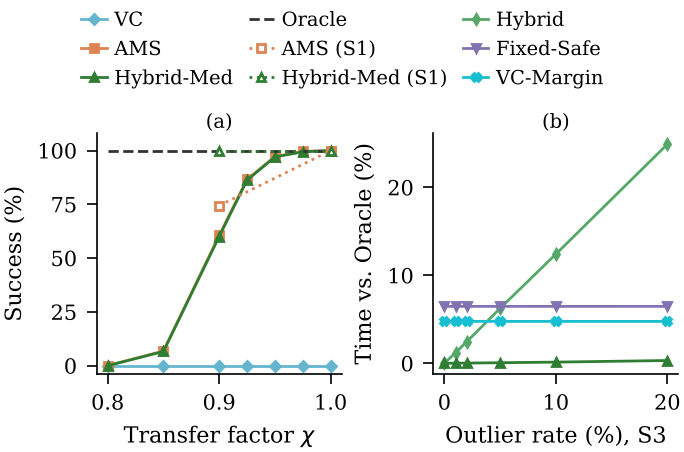 VC
Oracle
Hybrid
AMS
AMS (S1)
Fixed-Safe
Hybrid-Med
Hybrid-Med (S1)
VC-Margin
(a)
Success (%)
100
75
50
25
0
0.8
0.9
1.0
Transfer factor χ
(b)
Time vs. Oracle (%)
20
10
0
0
10
20
Outlier rate (%), S3